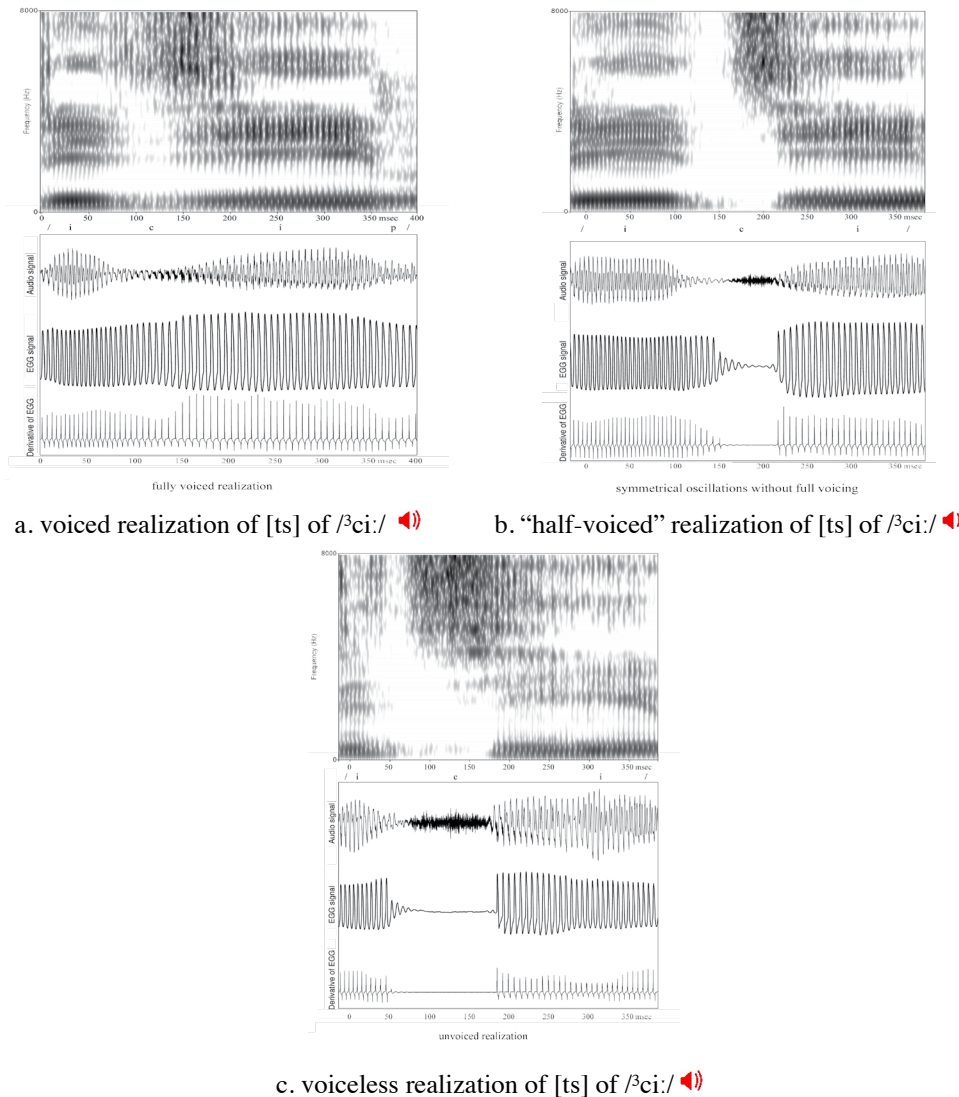 8000
Frequency (Hz)
0
0 50 100 150 200 250 300 350 msec 400
/ i c i p /
Audio signal
EGG signal
Derivative of EGG
0 50 100 150 200 250 300 350 msec 400
fully voiced realization
a. voiced realization of [ts] of /³ciː/
8000
Frequency (Hz)
0
0 50 100 150 200 250 300 350 msec
/ i c i /
Audio signal
EGG signal
Derivative of EGG
0 50 100 150 200 250 300 350 msec
symmetrical oscillations without full voicing
b. “half-voiced” realization of [ts] of /³ciː/
8000
Frequency (Hz)
0
0 50 100 150 200 250 300 350 msec
/ i c i /
Audio signal
EGG signal
Derivative of EGG
0 50 100 150 200 250 300 350 msec
unvoiced realization
c. voiceless realization of [ts] of /³ciː/